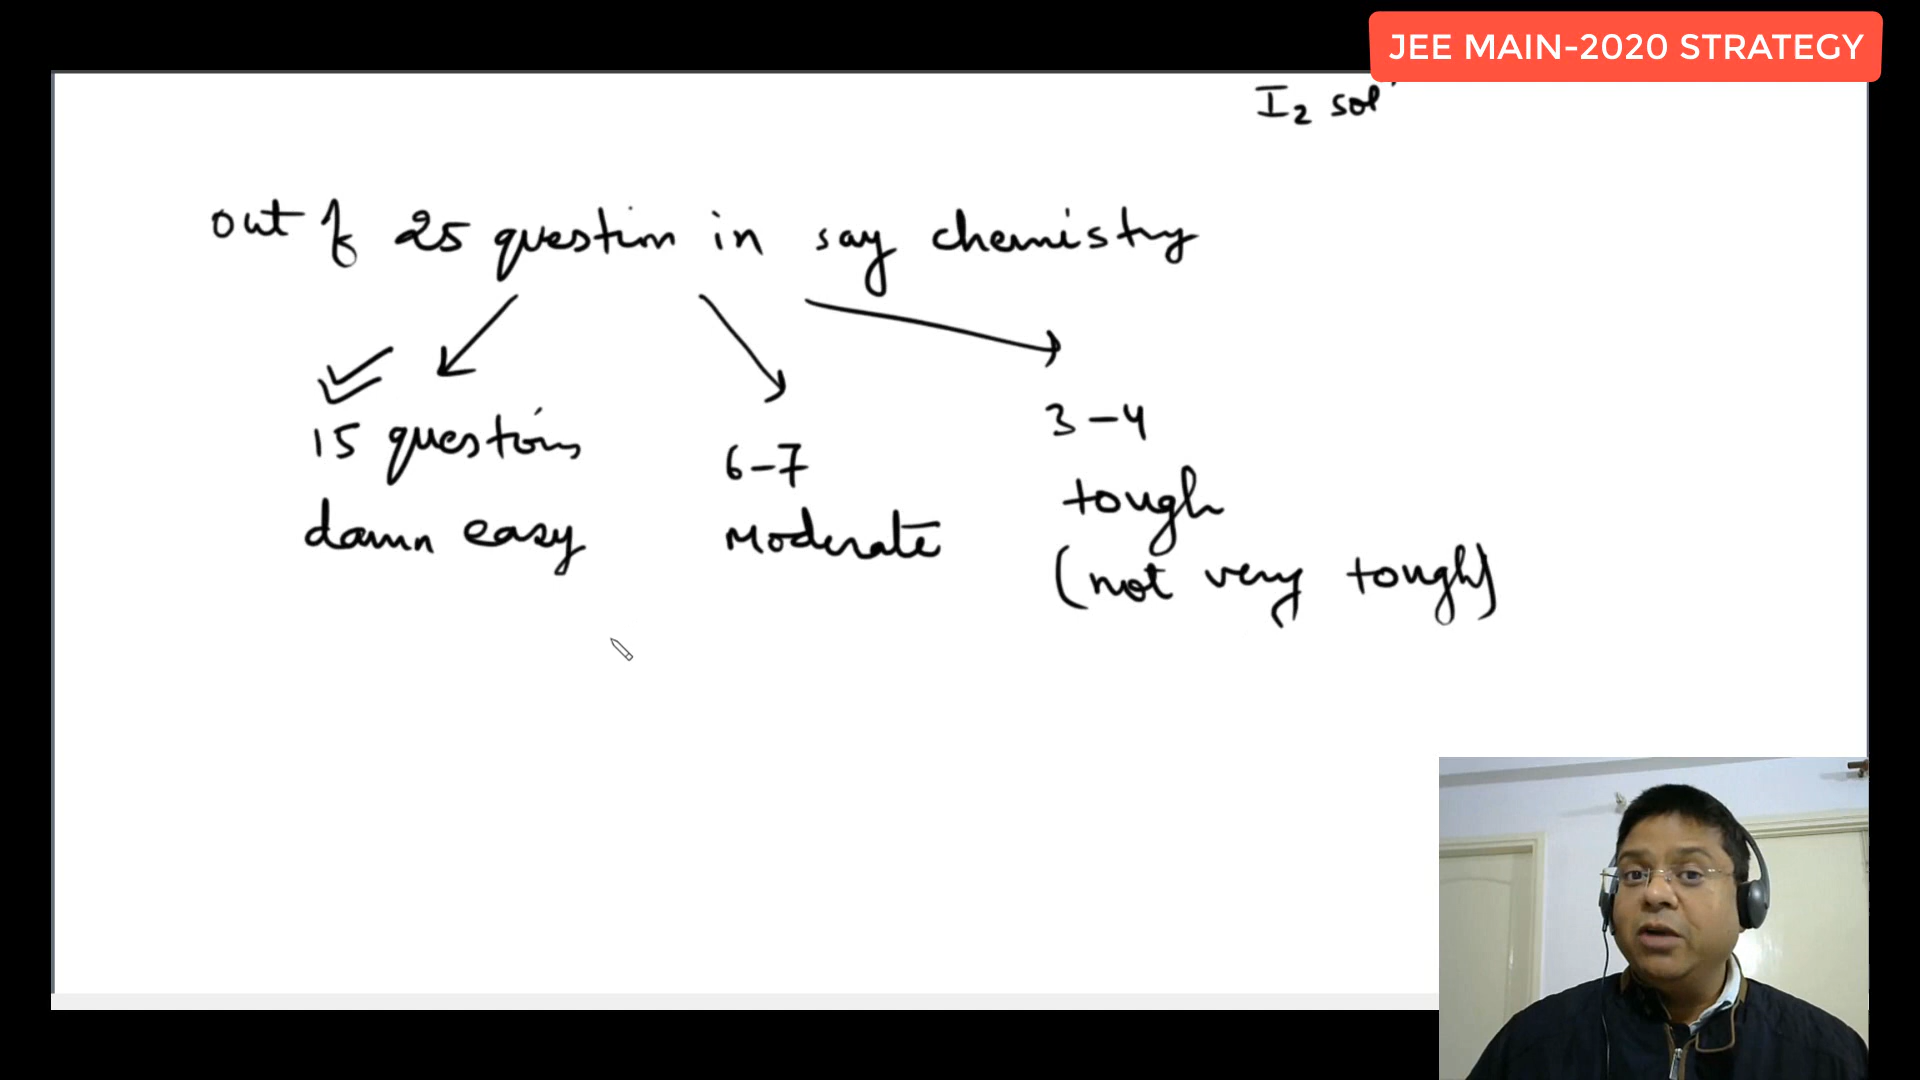 JEE MAIN-2020 STRATEGY
I2 sol
out of 25 question in say chemistry
15 questions
damn easy
6-7
Moderate
3-4
tough
(not very tough)